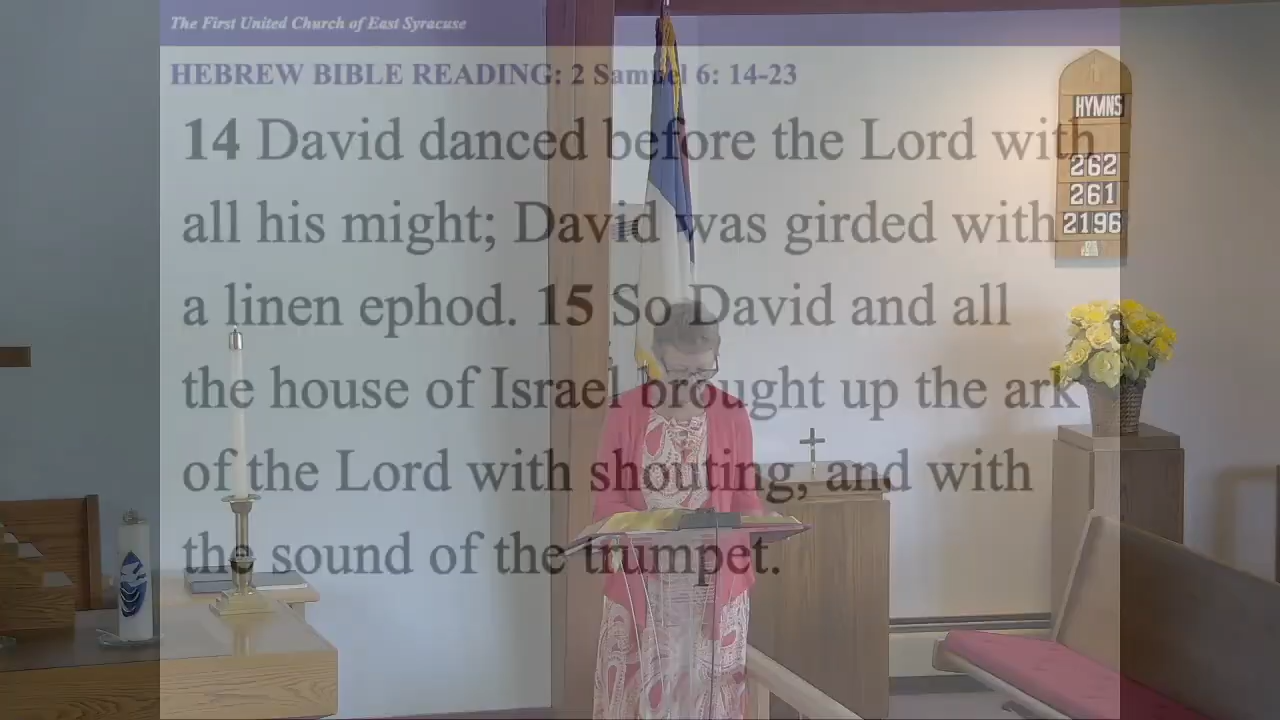 The First United Church of East Syracuse
HEBREW BIBLE READING: 2 Samuel 6: 14-23
14 David danced before the Lord with
all his might; David was girded with
a linen ephod. 15 So David and all
the house of Israel brought up the ark
of the Lord with shouting, and with
the sound of the trumpet.
HYMNS
262
261
2196